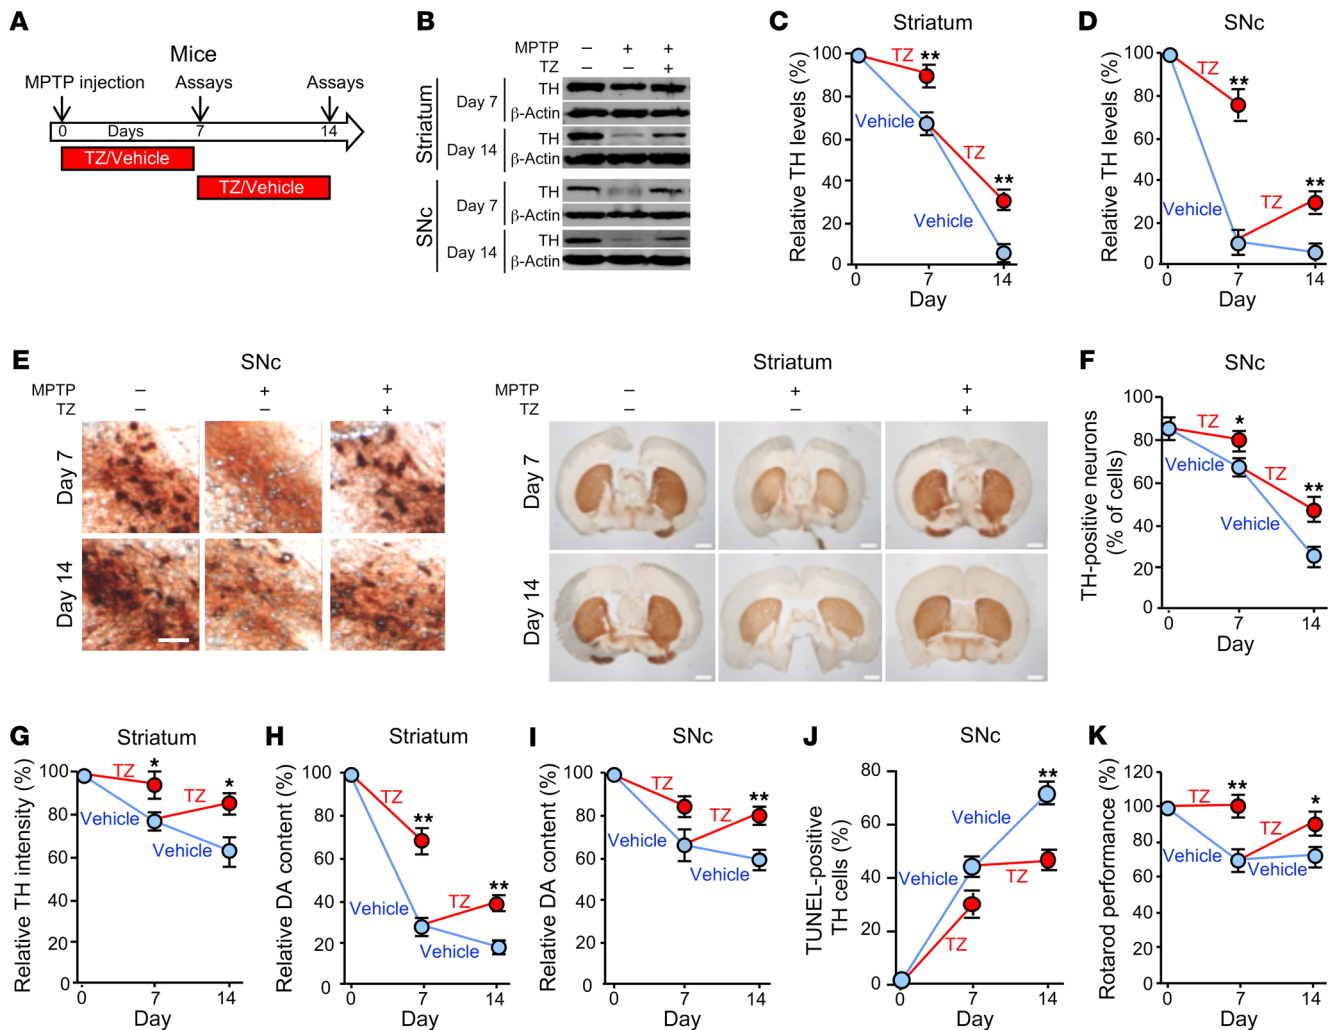 A
Mice
MPTP injection Assays Assays
0 Days 7 14
TZ/Vehicle
TZ/Vehicle
B
MPTP – + +
TZ – – +
Striatum
Day 7
TH
β-Actin
Day 14
TH
β-Actin
SNc
Day 7
TH
β-Actin
Day 14
TH
β-Actin
C
Striatum
Relative TH levels (%)
100
80
60
40
20
0
TZ
**
Vehicle
TZ
**
Vehicle
0 7 14
Day
D
SNc
Relative TH levels (%)
100
80
60
40
20
0
TZ
**
Vehicle
TZ
**
0 7 14
Day
E
SNc
MPTP – + +
TZ – – +
Day 7
Day 14
Striatum
MPTP – + +
TZ – – +
Day 7
Day 14
F
SNc
TH-positive neurons
(% of cells)
100
80
60
40
20
0
TZ
*
Vehicle
TZ
**
Vehicle
0 7 14
Day
G
Striatum
Relative TH intensity (%)
100
80
60
40
20
0
TZ
*
Vehicle
TZ
*
Vehicle
0 7 14
Day
H
Striatum
Relative DA content (%)
100
80
60
40
20
0
TZ
**
Vehicle
TZ
**
Vehicle
0 7 14
Day
I
SNc
Relative DA content (%)
100
80
60
40
20
0
TZ
Vehicle
TZ
**
Vehicle
0 7 14
Day
J
SNc
TUNEL-positive
TH cells (%)
80
60
40
20
0
**
Vehicle
Vehicle
TZ
TZ
0 7 14
Day
K
Rotarod performance (%)
120
100
80
60
40
20
0
TZ
**
Vehicle
TZ
*
Vehicle
0 7 14
Day